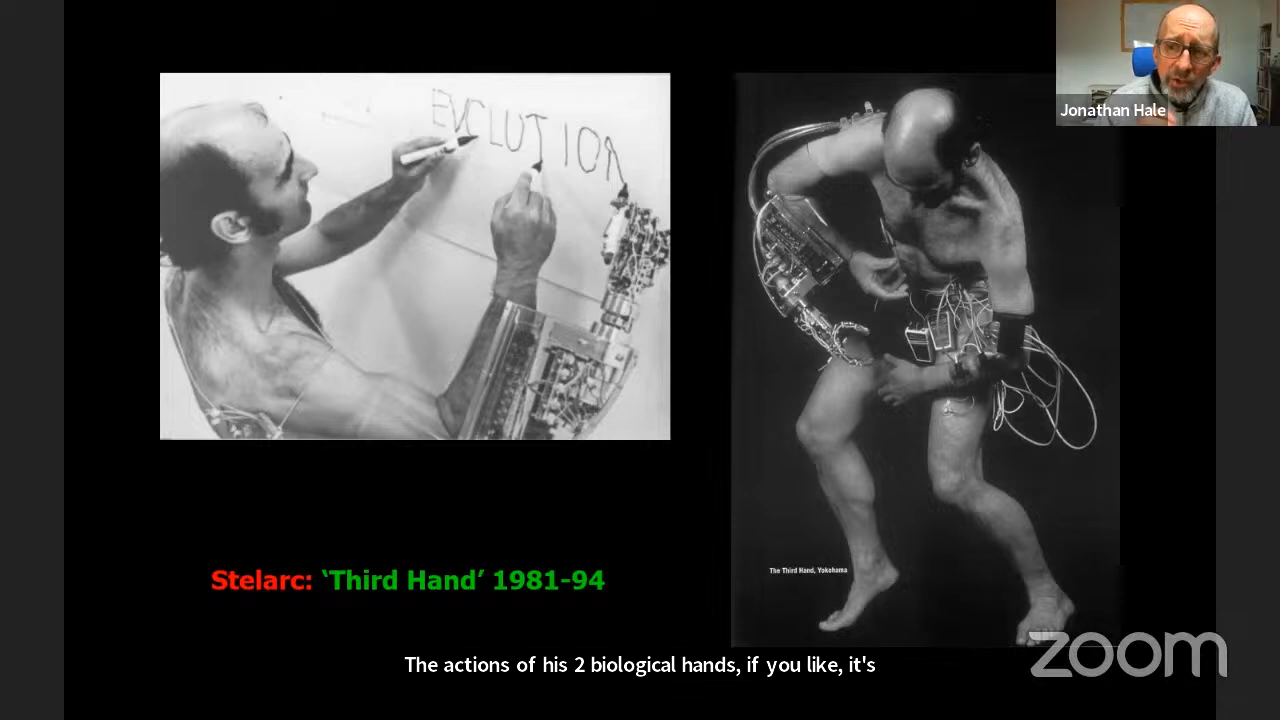 Jonathan Hale
EVOLUTION
Stelarc: ‘Third Hand’ 1981-94
The Third Hand, Yokohama
The actions of his 2 biological hands, if you like, it's
zoom